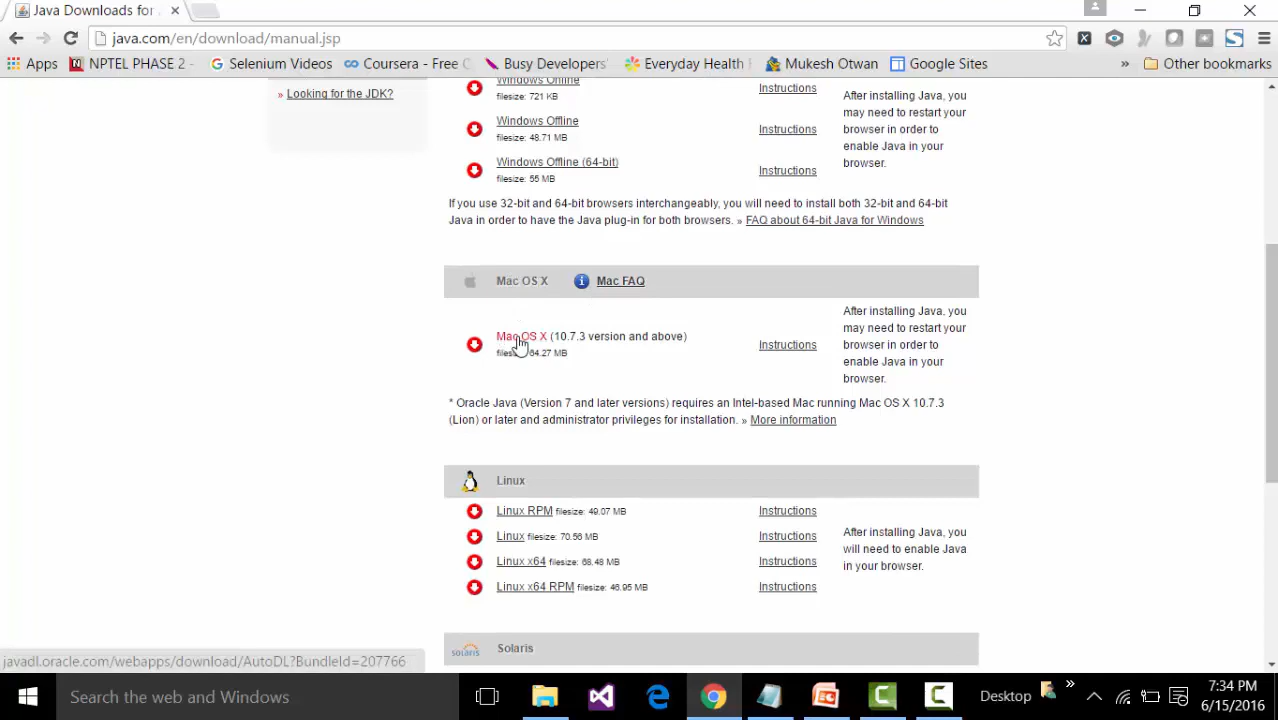 Java Downloads for
java.com/en/download/manual.jsp
Apps NPTEL PHASE 2 - Selenium Videos Coursera - Free C Busy Developers' Everyday Health Mukesh Otwan Google Sites » Other bookmarks
» Looking for the JDK?
Windows Online
filesize: 721 KB
Instructions
Windows Offline
filesize: 48.71 MB
Instructions
Windows Offline (64-bit)
filesize: 55 MB
Instructions
After installing Java, you
may need to restart your
browser in order to
enable Java in your
browser.
If you use 32-bit and 64-bit browsers interchangeably, you will need to install both 32-bit and 64-bit
Java in order to have the Java plug-in for both browsers. » FAQ about 64-bit Java for Windows
Mac OS X Mac FAQ
Mac OS X (10.7.3 version and above)
64.27 MB
Instructions
After installing Java, you
may need to restart your
browser in order to
enable Java in your
browser.
* Oracle Java (Version 7 and later versions) requires an Intel-based Mac running Mac OS X 10.7.3
(Lion) or later and administrator privileges for installation. » More information
Linux
Linux RPM filesize: 49.07 MB Instructions
Linux filesize: 70.56 MB Instructions
Linux x64 filesize: 68.48 MB Instructions
Linux x64 RPM filesize: 46.95 MB Instructions
After installing Java, you
will need to enable Java
in your browser.
solaris Solaris
javadl.oracle.com/webapps/download/AutoDL?BundleId=207766
Search the web and Windows
Desktop »
7:34 PM
6/15/2016